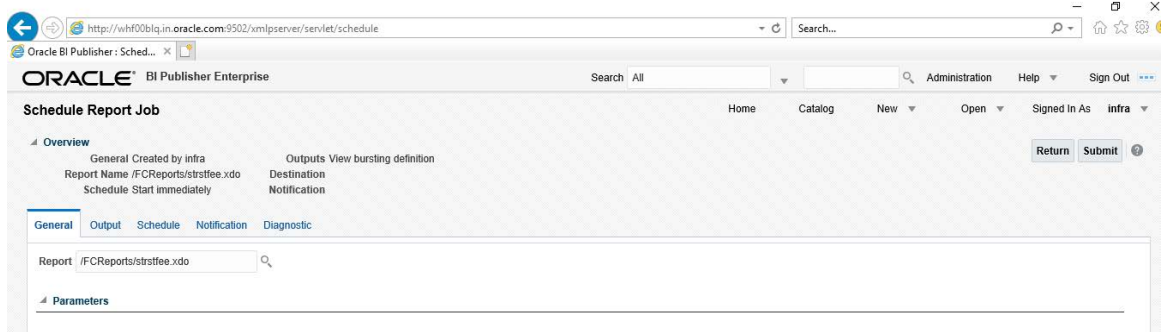 http://whf00blq.in.oracle.com:9502/xmlpserver/servlet/schedule
Search...
Oracle BI Publisher : Sched...
ORACLE BI Publisher Enterprise Search All Administration Help Sign Out
Schedule Report Job Home Catalog New Open Signed In As infra
Overview
Return Submit
General Created by infra Outputs View bursting definition
Report Name /FCReports/strstfee.xdo Destination
Schedule Start immediately Notification
General Output Schedule Notification Diagnostic
Report /FCReports/strstfee.xdo
Parameters